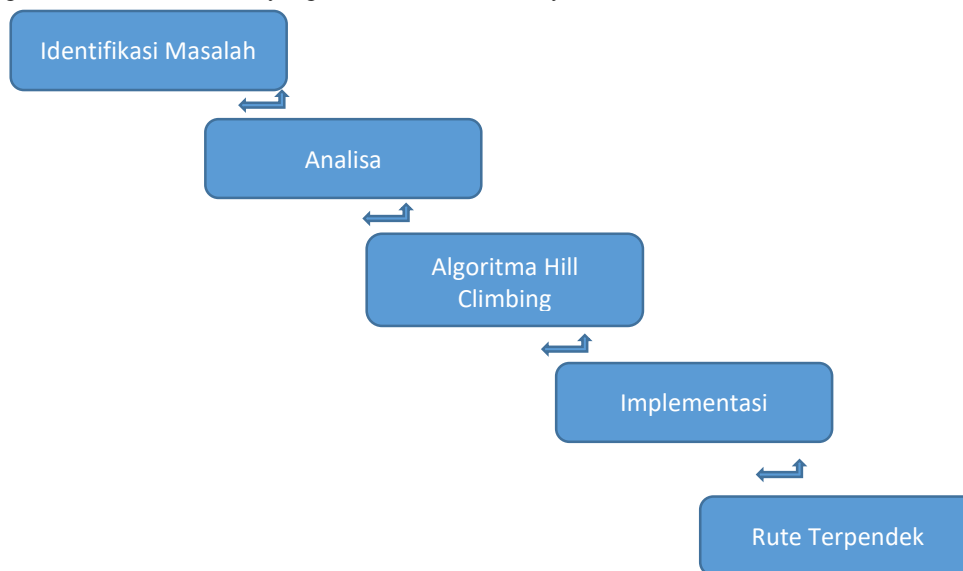 Identifikasi Masalah
Analisa
Algoritma Hill
Climbing
Implementasi
Rute Terpendek